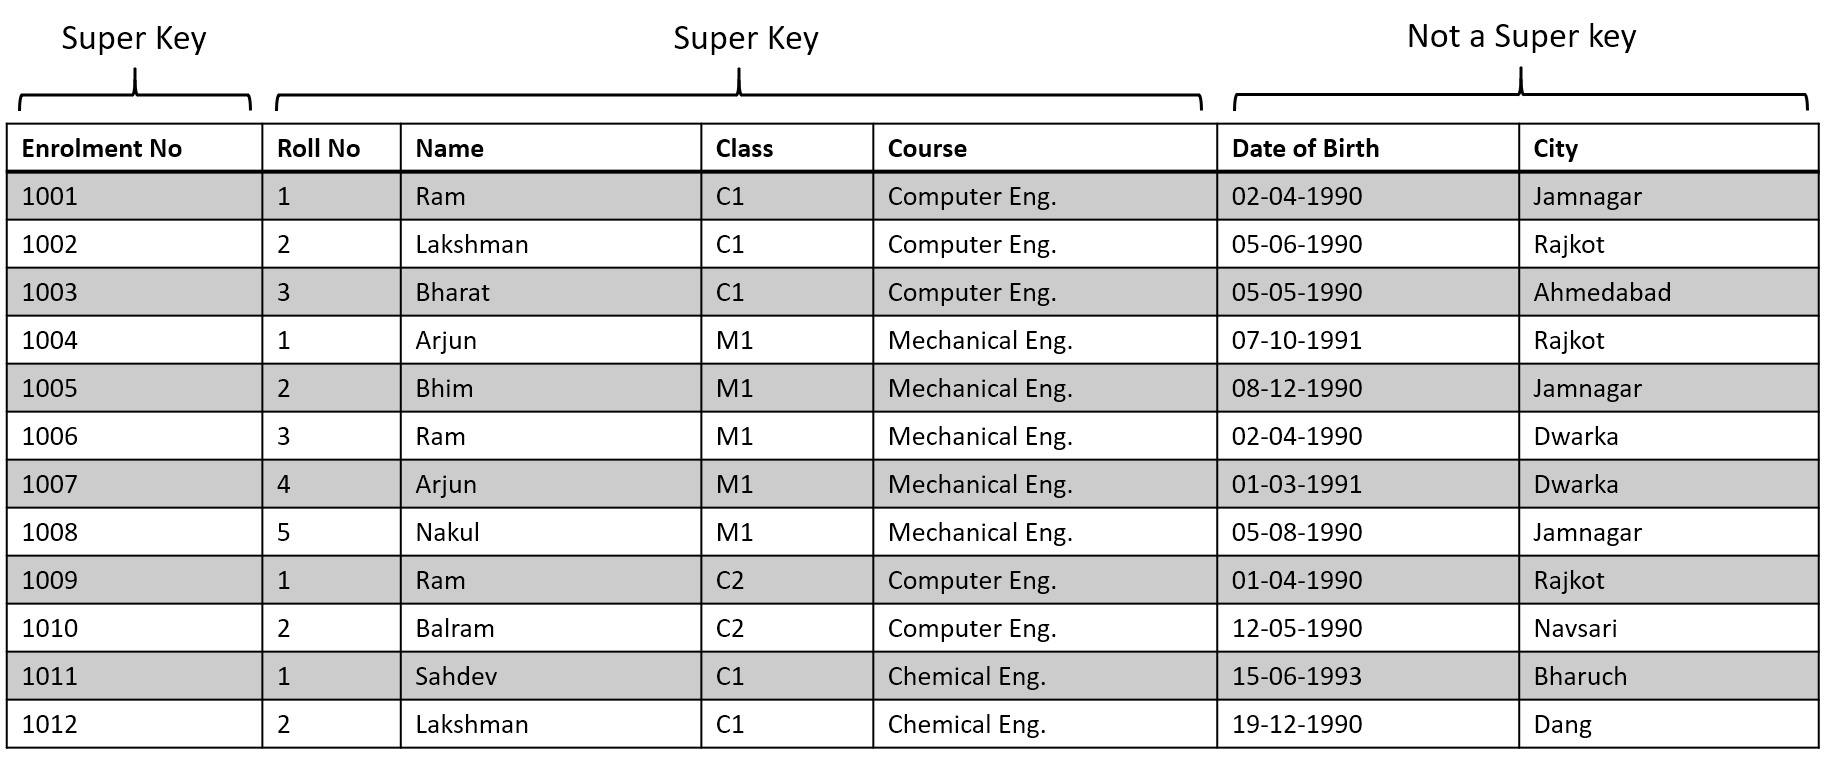 Super Key Super Key Not a Super key
Enrolment No Roll No Name Class Course Date of Birth City
1001 1 Ram C1 Computer Eng. 02-04-1990 Jamnagar
1002 2 Lakshman C1 Computer Eng. 05-06-1990 Rajkot
1003 3 Bharat C1 Computer Eng. 05-05-1990 Ahmedabad
1004 1 Arjun M1 Mechanical Eng. 07-10-1991 Rajkot
1005 2 Bhim M1 Mechanical Eng. 08-12-1990 Jamnagar
1006 3 Ram M1 Mechanical Eng. 02-04-1990 Dwarka
1007 4 Arjun M1 Mechanical Eng. 01-03-1991 Dwarka
1008 5 Nakul M1 Mechanical Eng. 05-08-1990 Jamnagar
1009 1 Ram C2 Computer Eng. 01-04-1990 Rajkot
1010 2 Balram C2 Computer Eng. 12-05-1990 Navsari
1011 1 Sahdev C1 Chemical Eng. 15-06-1993 Bharuch
1012 2 Lakshman C1 Chemical Eng. 19-12-1990 Dang